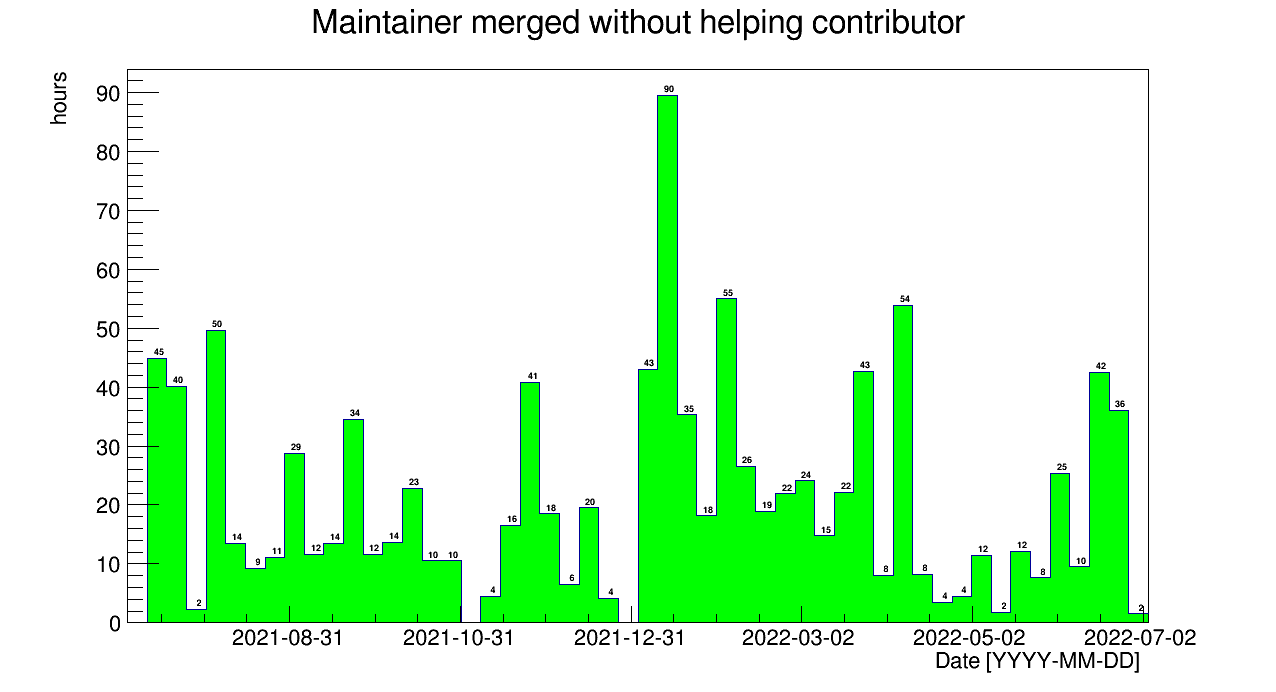 Maintainer merged without helping contributor
hours
90
80
70
60
50
40
30
20
10
0
45 40 2 50 14 9 11 29 12 14 34 12 14 23 10 10 4 16 41 18 6 20 4 43 90 35 18 55 26 19 22 24 15 22 43 8 54 8 4 4 12 2 12 8 25 10 42 36 2
2021-08-31 2021-10-31 2021-12-31 2022-03-02 2022-05-02 2022-07-02
Date [YYYY-MM-DD]